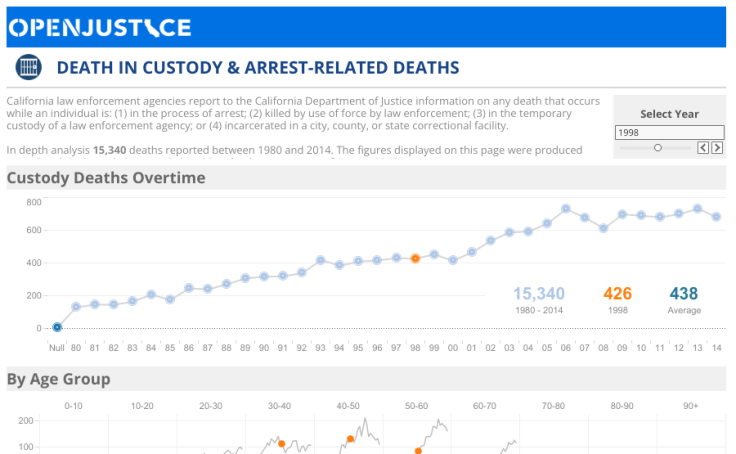 OPENJUSTICE
DEATH IN CUSTODY & ARREST-RELATED DEATHS
California law enforcement agencies report to the California Department of Justice information on any death that occurs
while an individual is: (1) in the process of arrest; (2) killed by use of force by law enforcement; (3) in the temporary
custody of a law enforcement agency; or (4) incarcerated in a city, county, or state correctional facility.
In depth analysis 15,340 deaths reported between 1980 and 2014. The figures displayed on this page were produced
Select Year
1998
Custody Deaths Overtime
800
600
400
200
0
15,340
1980 - 2014
426
1998
438
Average
Null 80 81 82 83 84 85 86 87 88 89 90 91 92 93 94 95 96 97 98 99 00 01 02 03 04 05 06 07 08 09 10 11 12 13 14
By Age Group
0-10 10-20 20-30 30-40 40-50 50-60 60-70 70-80 80-90 90+
200
100